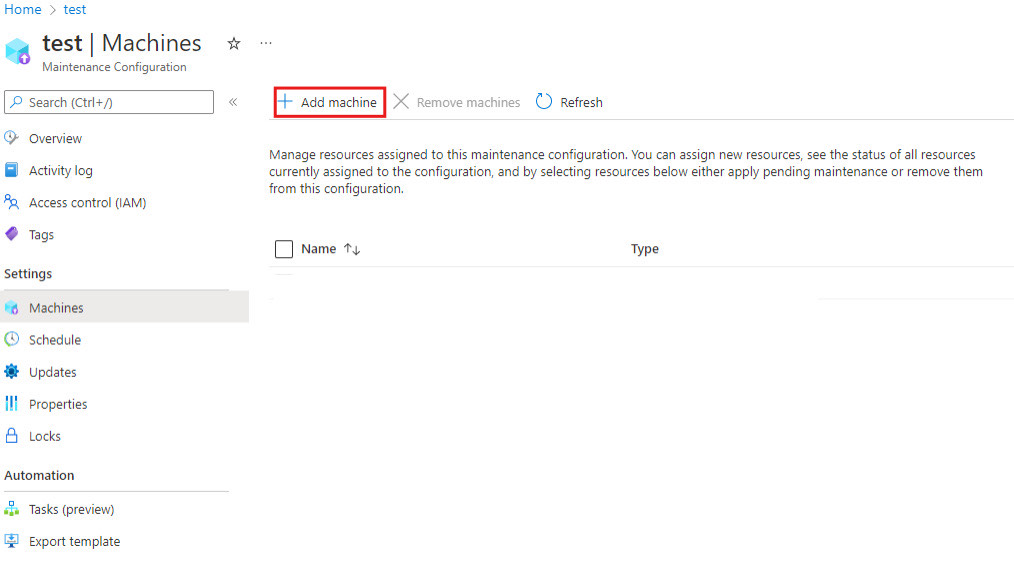 Home > test
test | Machines
Maintenance Configuration
Search (Ctrl+/)
Add machine
Remove machines
Refresh
Overview
Activity log
Access control (IAM)
Tags
Settings
Machines
Schedule
Updates
Properties
Locks
Automation
Tasks (preview)
Export template
Manage resources assigned to this maintenance configuration. You can assign new resources, see the status of all resources
currently assigned to the configuration, and by selecting resources below either apply pending maintenance or remove them
from this configuration.
Name
Type